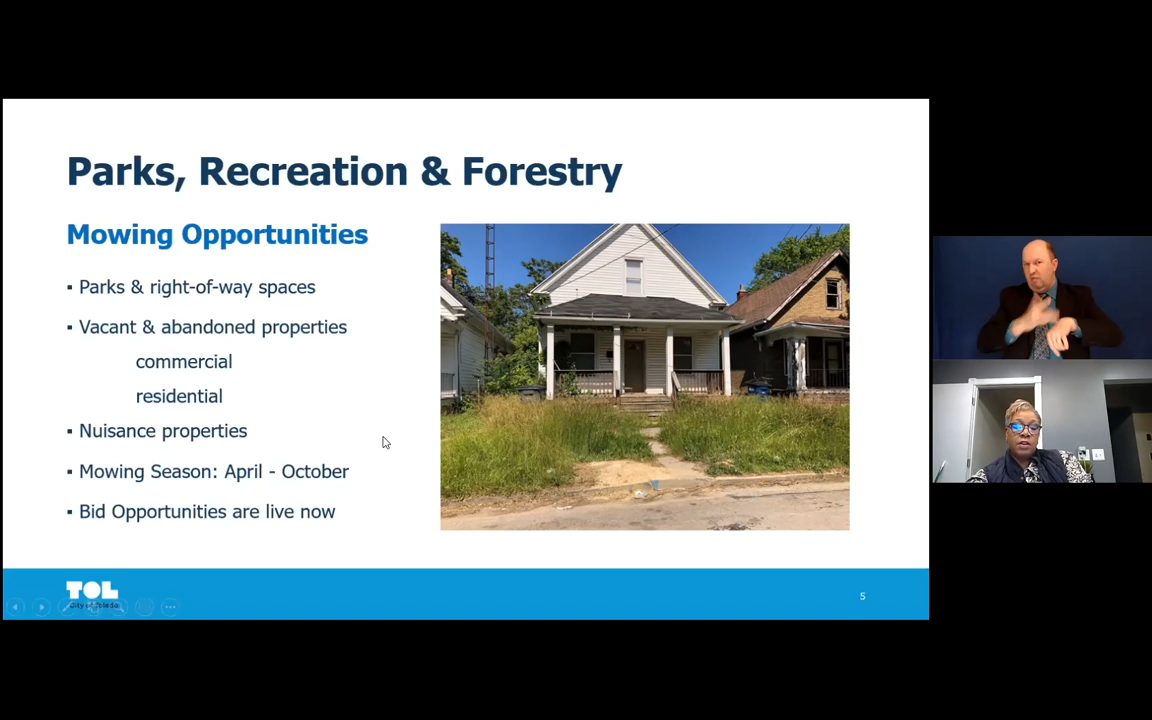 Parks, Recreation & Forestry
Mowing Opportunities
▪ Parks & right-of-way spaces
▪ Vacant & abandoned properties
commercial
residential
▪ Nuisance properties
▪ Mowing Season: April - October
▪ Bid Opportunities are live now
TOL
City of Toledo
5